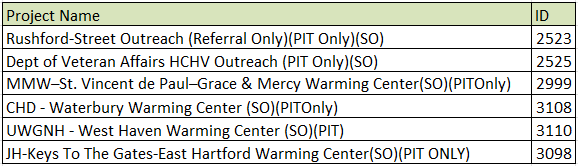 Project Name ID
Rushford-Street Outreach (Referral Only)(PIT Only)(SO) 2523
Dept of Veteran Affairs HCHV Outreach (PIT Only)(SO) 2525
MMW–St. Vincent de Paul–Grace & Mercy Warming Center(SO)(PITOnly) 2999
CHD - Waterbury Warming Center (SO)(PITOnly) 3108
UWGNH - West Haven Warming Center (SO)(PIT) 3110
JH-Keys To The Gates-East Hartford Warming Center(SO)(PIT ONLY) 3098